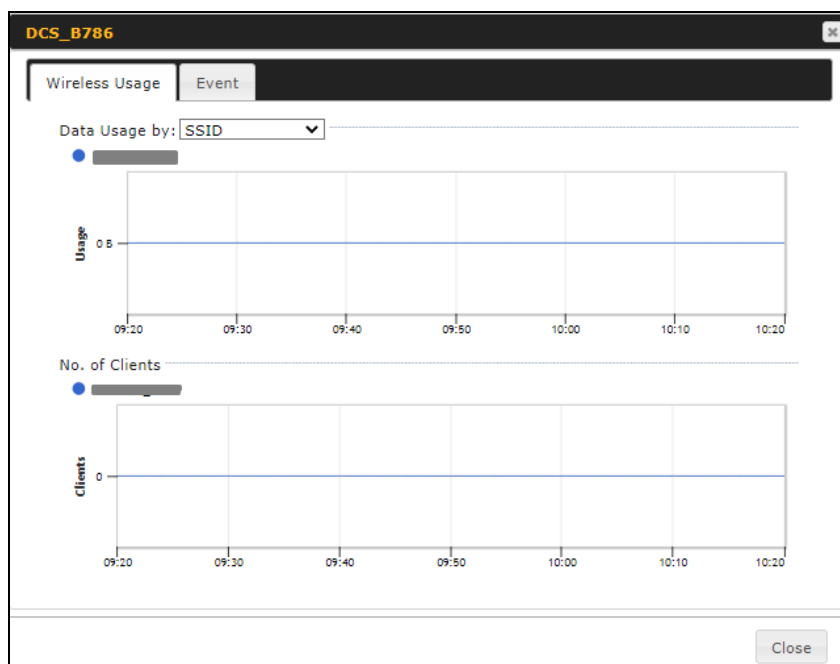 DCS_B786
Wireless Usage Event
Data Usage by: SSID
Usage
0 B
09:20 09:30 09:40 09:50 10:00 10:10 10:20
No. of Clients
Clients
0
09:20 09:30 09:40 09:50 10:00 10:10 10:20
Close